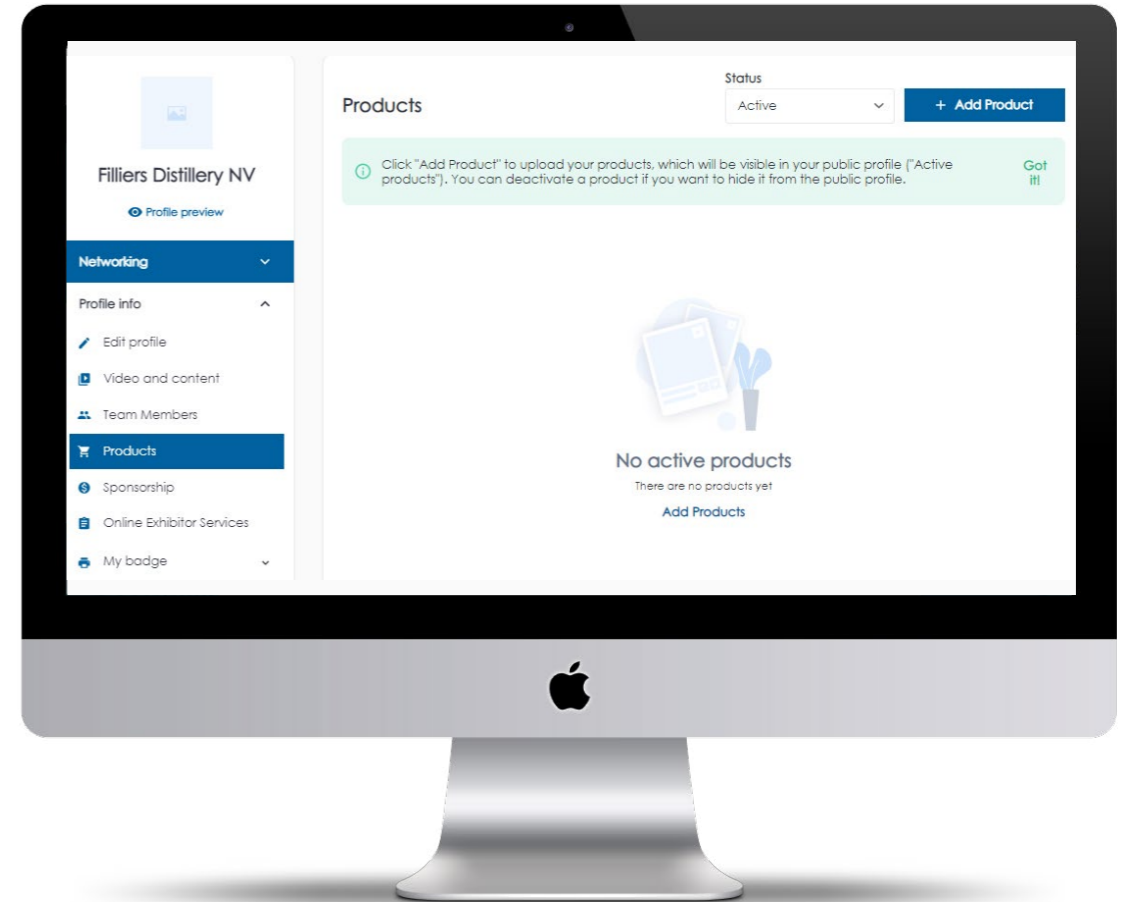 Filliers Distillery NV
Profile preview
Networking
Profile info
Edit profile
Video and content
Team Members
Products
Sponsorship
Online Exhibitor Services
My badge
Products
Status
Active
+ Add Product
Click "Add Product" to upload your products, which will be visible in your public profile ("Active
products"). You can deactivate a product if you want to hide it from the public profile.
Got
it!
No active products
There are no products yet
Add Products